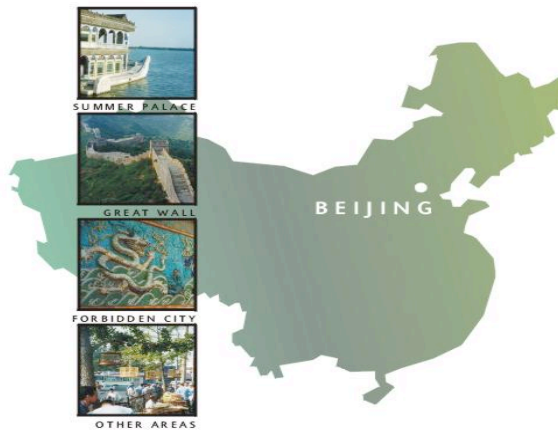 SUMMER PALACE
GREAT WALL
BEIJING
FORBIDDEN CITY
OTHER AREAS